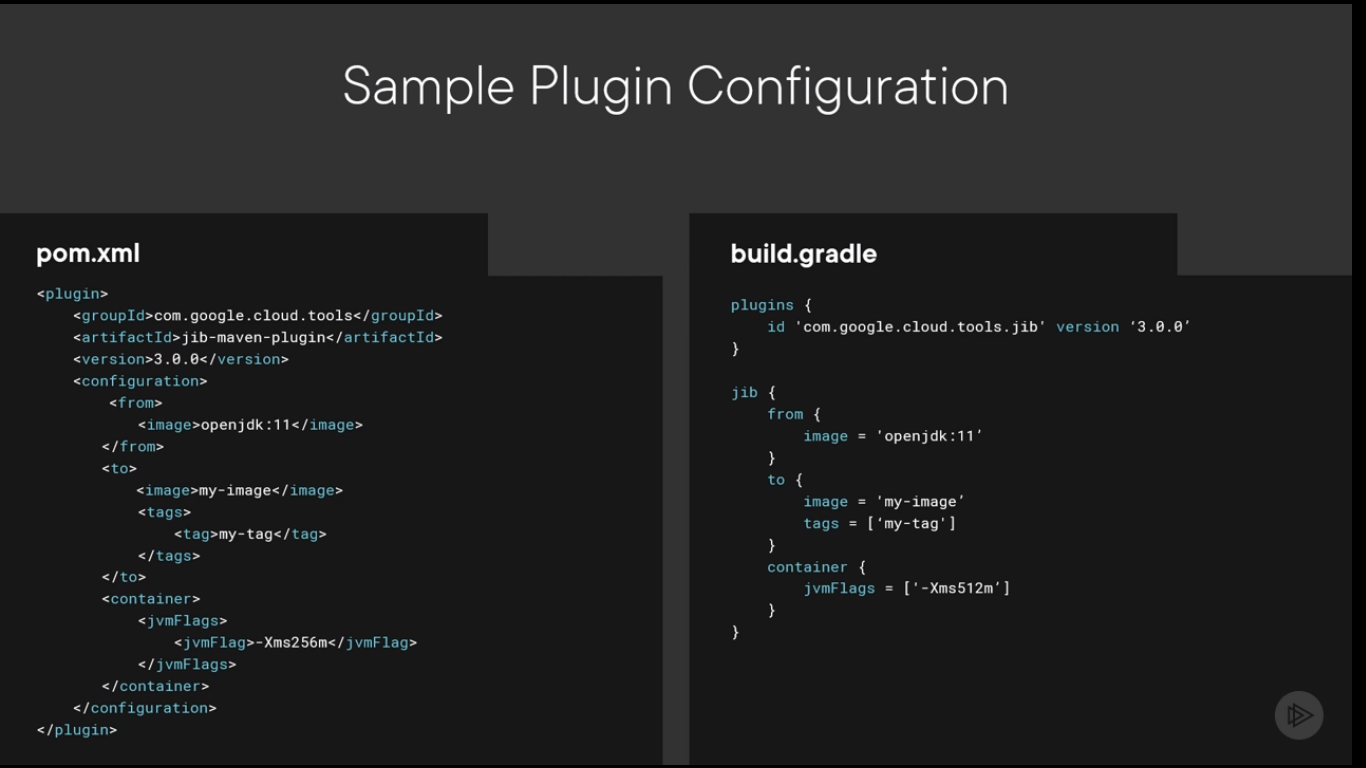 Sample Plugin Configuration
pom.xml
<plugin>
    <groupId>com.google.cloud.tools</groupId>
    <artifactId>jib-maven-plugin</artifactId>
    <version>3.0.0</version>
    <configuration>
        <from>
            <image>openjdk:11</image>
        </from>
        <to>
            <image>my-image</image>
            <tags>
                <tag>my-tag</tag>
            </tags>
        </to>
        <container>
            <jvmFlags>
                <jvmFlag>-Xms256m</jvmFlag>
            </jvmFlags>
        </container>
    </configuration>
</plugin>
build.gradle
plugins {
    id 'com.google.cloud.tools.jib' version ‘3.0.0’
}
jib {
    from {
        image = 'openjdk:11’
    }
    to {
        image = 'my-image’
        tags = [‘my-tag']
    }
    container {
        jvmFlags = ['-Xms512m’]
    }
}